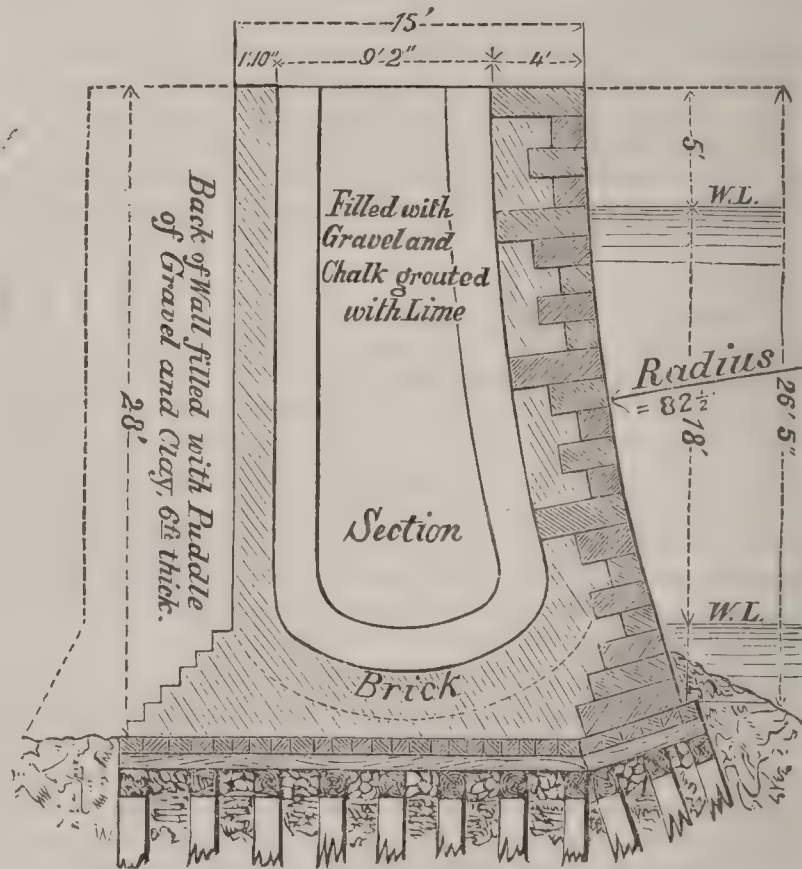 15'
1'.10"
9'.2"
4'
5'
W.L.
Filled with
Gravel and
Chalk grouted
with Lime
Back of Wall filled with Puddle
of Gravel and Clay, 6ft thick.
28'
Radius
= 82½
18'
26' 5"
Section
W.L.
Brick